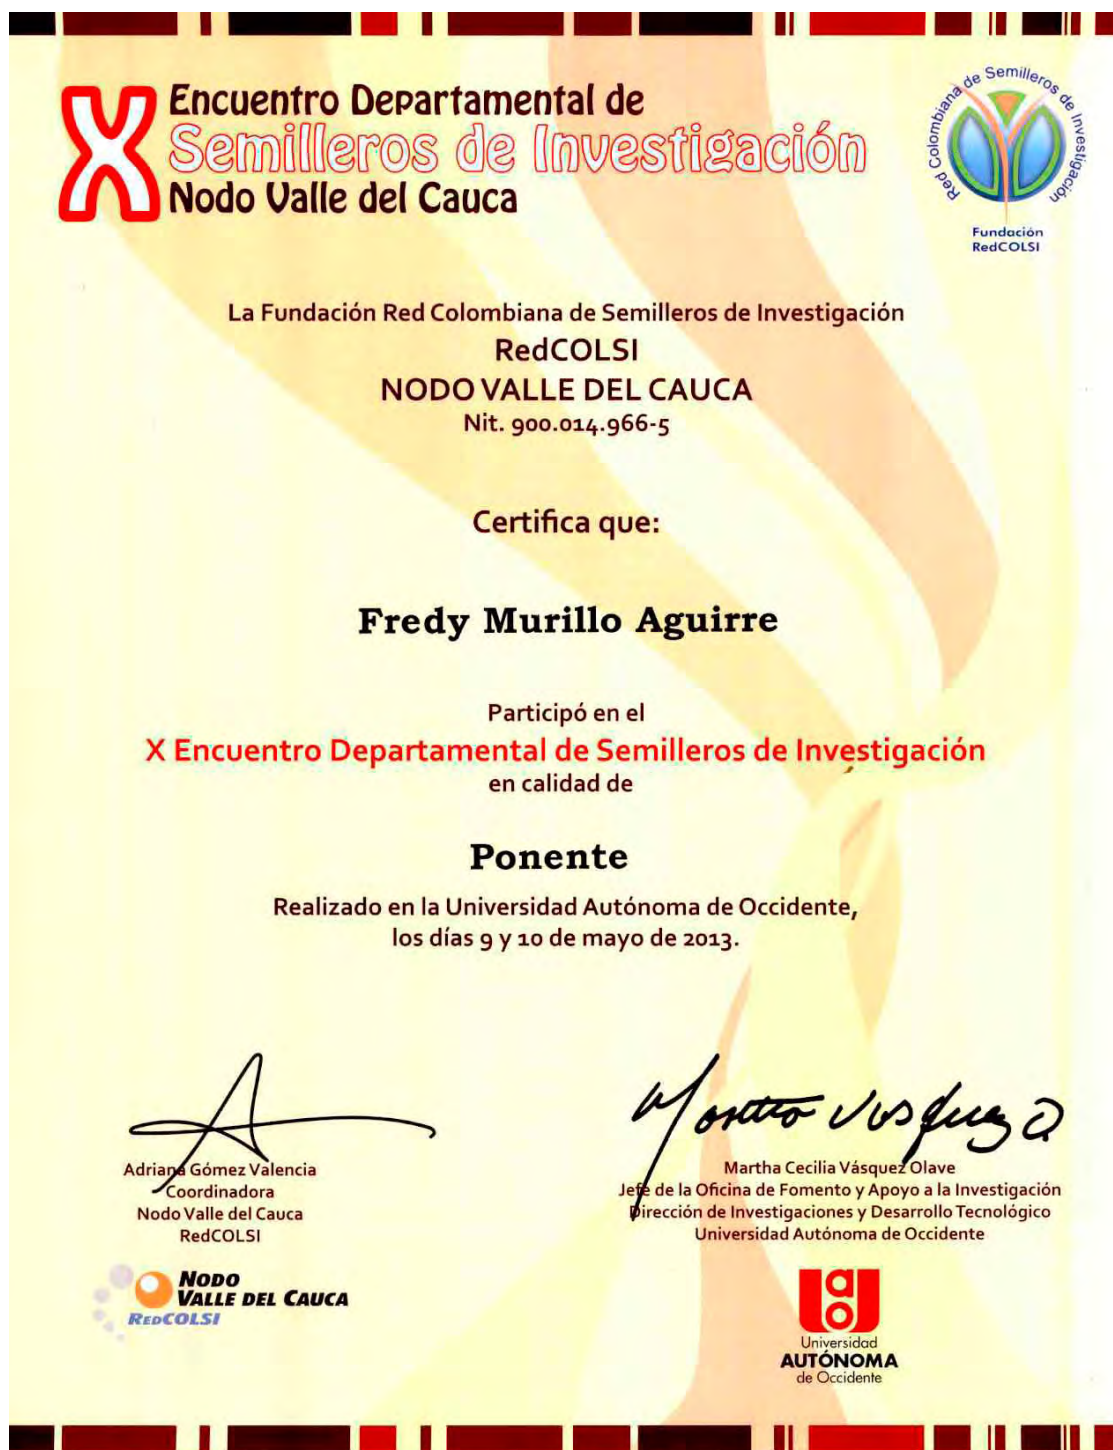 X Encuentro Departamental de
Semilleros de Investigación
Nodo Valle del Cauca
Red Colombiana de Semilleros de Investigación
Fundación
RedCOLSI
La Fundación Red Colombiana de Semilleros de Investigación
RedCOLSI
NODO VALLE DEL CAUCA
Nit. 900.014.966-5
Certifica que:
Fredy Murillo Aguirre
Participó en el
X Encuentro Departamental de Semilleros de Investigación
en calidad de
Ponente
Realizado en la Universidad Autónoma de Occidente,
los días 9 y 10 de mayo de 2013.
Adriana Gómez Valencia
Coordinadora
Nodo Valle del Cauca
RedCOLSI
NODO
VALLE DEL CAUCA
REDCOLSI
Martha Vasquez O
Martha Cecilia Vásquez Olave
Jefe de la Oficina de Fomento y Apoyo a la Investigación
Dirección de Investigaciones y Desarrollo Tecnológico
Universidad Autónoma de Occidente
uao
Universidad
AUTÓNOMA
de Occidente